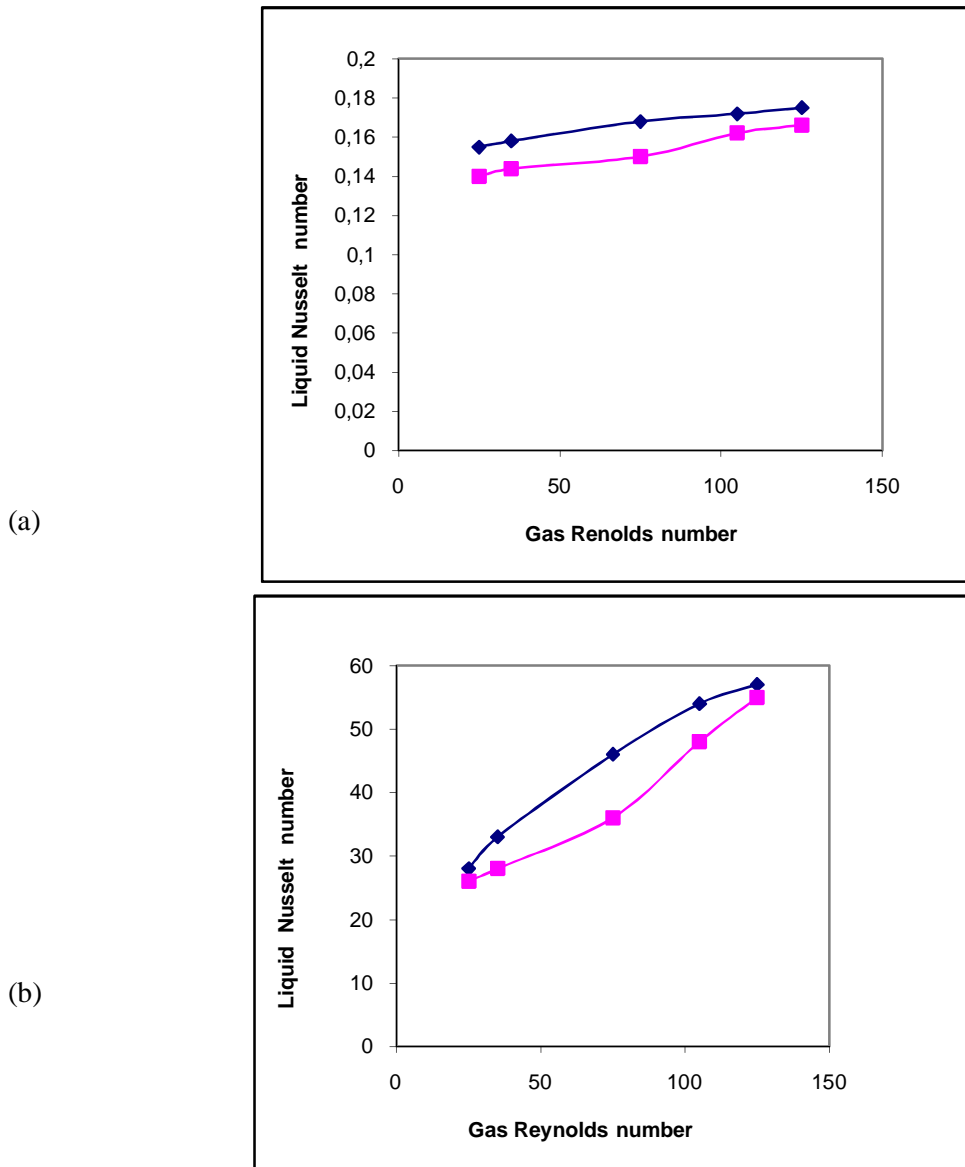 0,2
0,18
0,16
0,14
0,12
0,1
0,08
0,06
0,04
0,02
0
Liquid Nusselt number
0 50 100 150
Gas Renolds number
(a)
60
50
40
30
20
10
0
Liquid Nusselt number
0 50 100 150
Gas Reynolds number
(b)